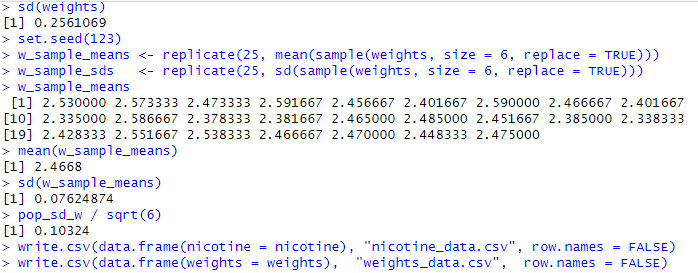 > sd(weights)
[1] 0.2561069
> set.seed(123)
> w_sample_means <- replicate(25, mean(sample(weights, size = 6, replace = TRUE)))
> w_sample_sds   <- replicate(25, sd(sample(weights, size = 6, replace = TRUE)))
> w_sample_means
 [1] 2.530000 2.573333 2.473333 2.591667 2.456667 2.401667 2.590000 2.466667 2.401667
[10] 2.335000 2.586667 2.378333 2.381667 2.465000 2.485000 2.451667 2.385000 2.338333
[19] 2.428333 2.551667 2.538333 2.466667 2.470000 2.448333 2.475000
> mean(w_sample_means)
[1] 2.4668
> sd(w_sample_means)
[1] 0.07624874
> pop_sd_w / sqrt(6)
[1] 0.10324
> write.csv(data.frame(nicotine = nicotine), "nicotine_data.csv", row.names = FALSE)
> write.csv(data.frame(weights = weights),  "weights_data.csv",  row.names = FALSE)